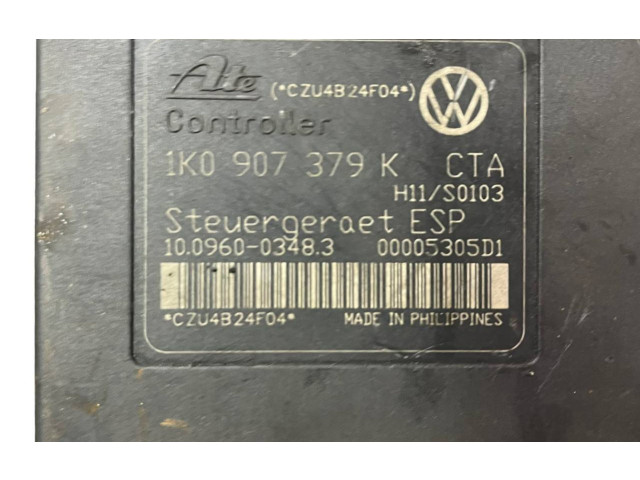 Ate (*CZU4B24F04*) VW
Controller
1K0 907 379 K CTA
H11/S0103
Steuergeraet ESP
10.0960-0348.3 00005305D1
*CZU4B24F04* MADE IN PHILIPPINES